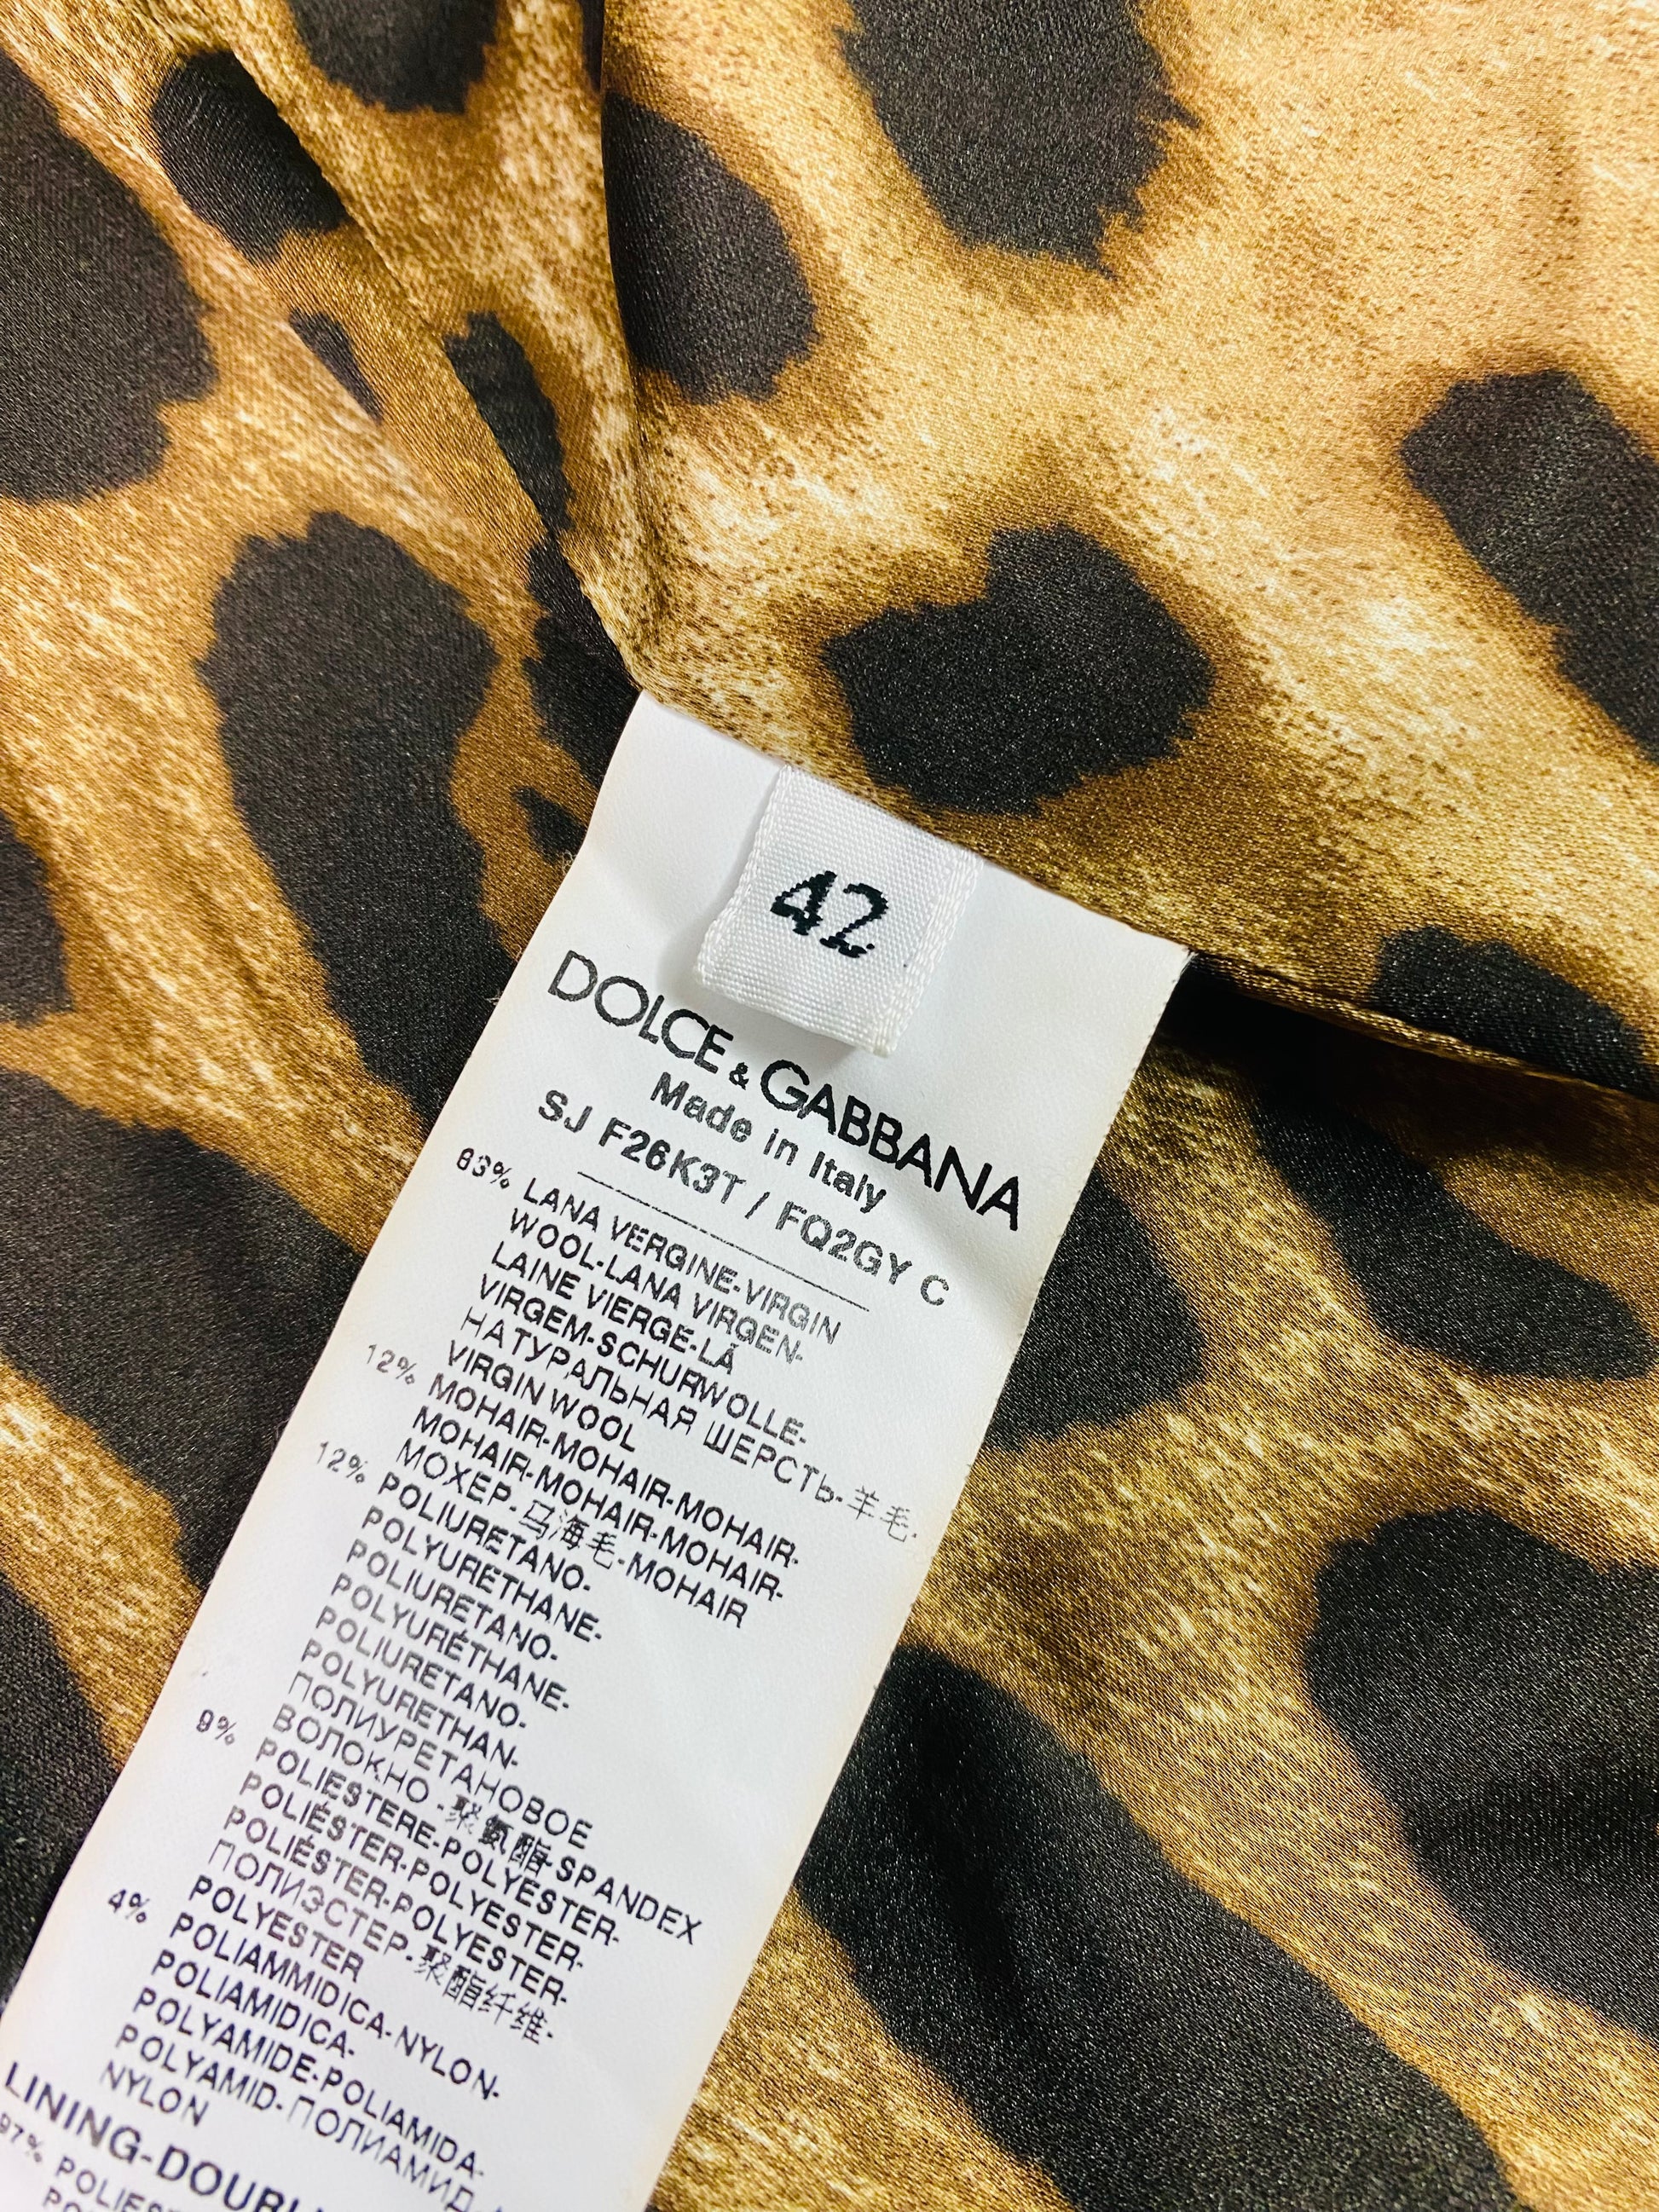 42
DOLCE & GABBANA
Made in Italy
SJ F26K3T / FQ2GY C
63% LANA VERGINE-VIRGIN
WOOL-LANA VIRGEN-
LAINE VIERGE-LÃ
VIRGEM-SCHURWOLLE-
НАТУРАЛЬНАЯ ШЕРСТЬ-羊毛-
VIRGIN WOOL
12% MOHAIR-MOHAIR-MOHAIR-
MOHAIR-MOHAIR-MOHAIR-
МОХЕР-马海毛-MOHAIR
12% POLIURETANO-
POLYURETHANE-
POLIURETANO-
POLYURÉTHANE-
POLIURETANO-
POLYURETHAN-
ПОЛИУРЕТАНОВОЕ
ВОЛОКНО-聚氨酯-SPANDEX
9% POLIESTERE-POLYESTER-
POLIÉSTER-POLYESTER-
POLIÉSTER-POLYESTER-
ПОЛИЭСТЕР-聚酯纤维-
POLYESTER
4% POLIAMMIDICA-NYLON-
POLIAMIDICA-
POLYAMIDE-POLIAMIDA-
POLYAMID-ПОЛИАМИД-
NYLON
LINING-DOUBL
97%